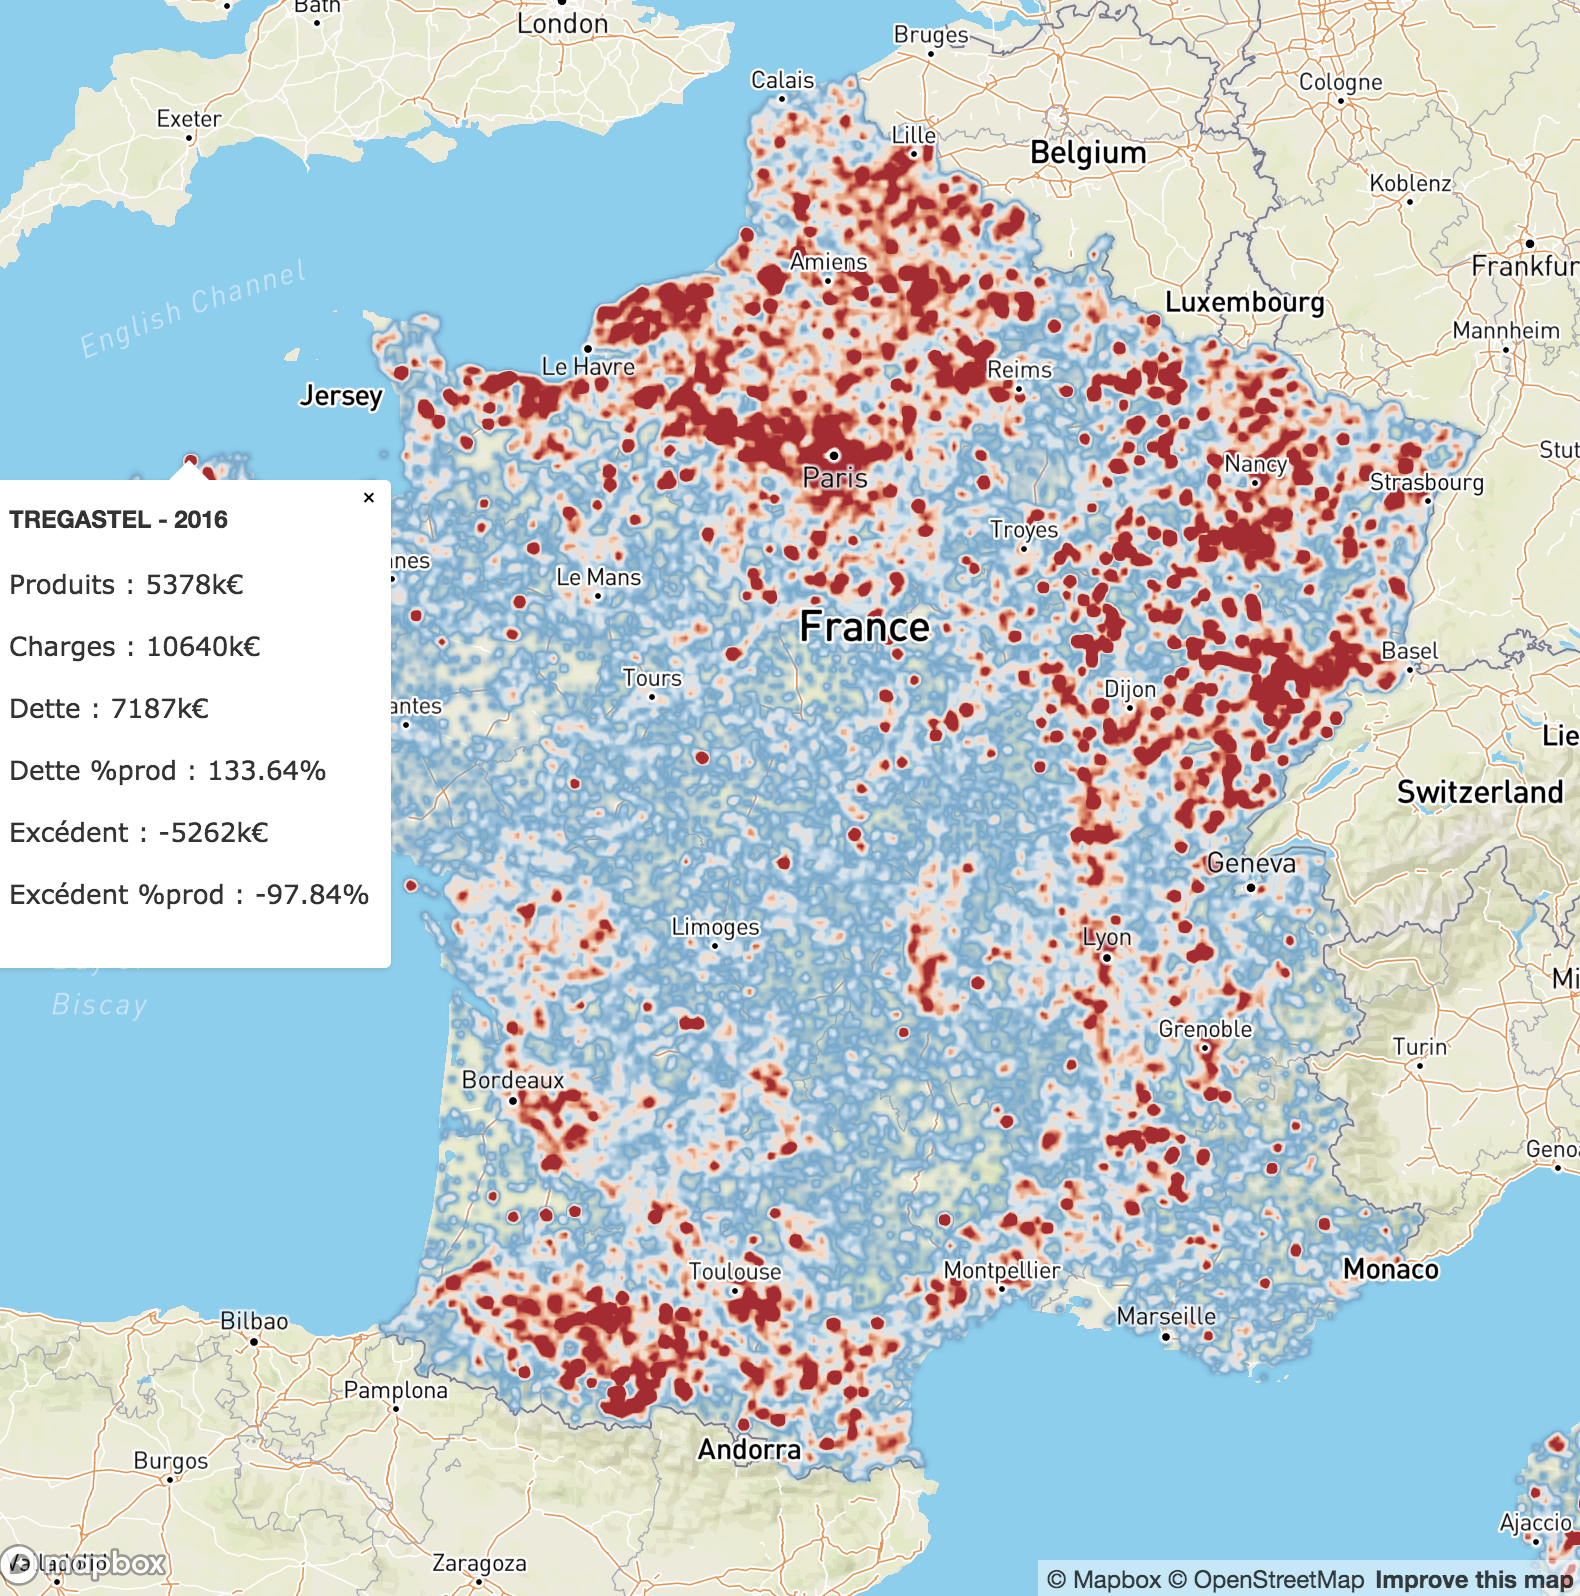 Bath
London
Bruges
Calais
Cologne
Exeter
Lille
Belgium
Koblenz
English Channel
Amiens
Frankfur
Luxembourg
Mannheim
Le Havre
Reims
Jersey
Paris
Nancy
Stut
Strasbourg
×
TREGASTEL - 2016
Troyes
nnes
Produits : 5378k€
Le Mans
France
Charges : 10640k€
Basel
Tours
Dijon
antes
Dette : 7187k€
Lie
Dette %prod : 133.64%
Switzerland
Excédent : -5262k€
Geneva
Excédent %prod : -97.84%
Limoges
Lyon
Mi
Biscay
Grenoble
Turin
Bordeaux
Geno
Toulouse
Montpellier
Monaco
Marseille
Bilbao
Pamplona
Andorra
Burgos
Ajaccio
Valladolid
mapbox
Zaragoza
© Mapbox © OpenStreetMap Improve this map